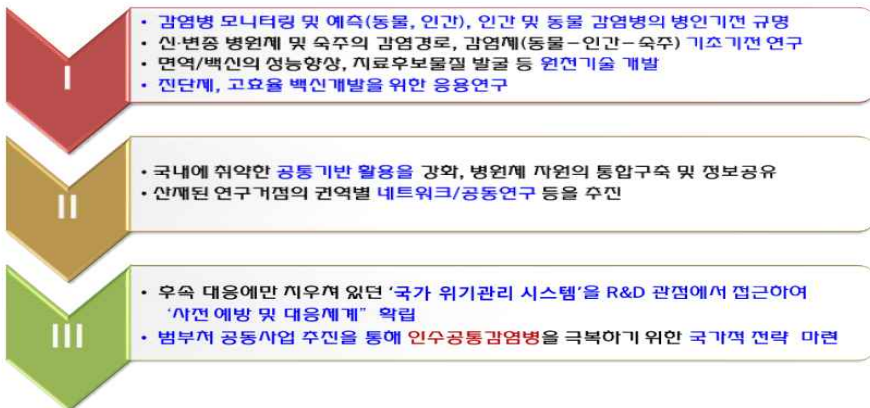 I
• 감염병 모니터링 및 예측(동물, 인간), 인간 및 동물 감염병의 병인기전 규명
• 신·변종 병원체 및 숙주의 감염경로, 감염체(동물-인간-숙주) 기초기전 연구
• 면역/백신의 성능향상, 치료후보물질 발굴 등 원천기술 개발
• 진단제, 고효율 백신개발을 위한 응용연구
II
• 국내에 취약한 공통기반 활용을 강화, 병원체 자원의 통합구축 및 정보공유
• 산재된 연구거점의 권역별 네트워크/공동연구 등을 추진
III
• 후속 대응에만 치우쳐 있던 '국가 위기관리 시스템'을 R&D 관점에서 접근하여
'사전 예방 및 대응체계" 확립
• 범부처 공동사업 추진을 통해 인수공통감염병을 극복하기 위한 국가적 전략 마련